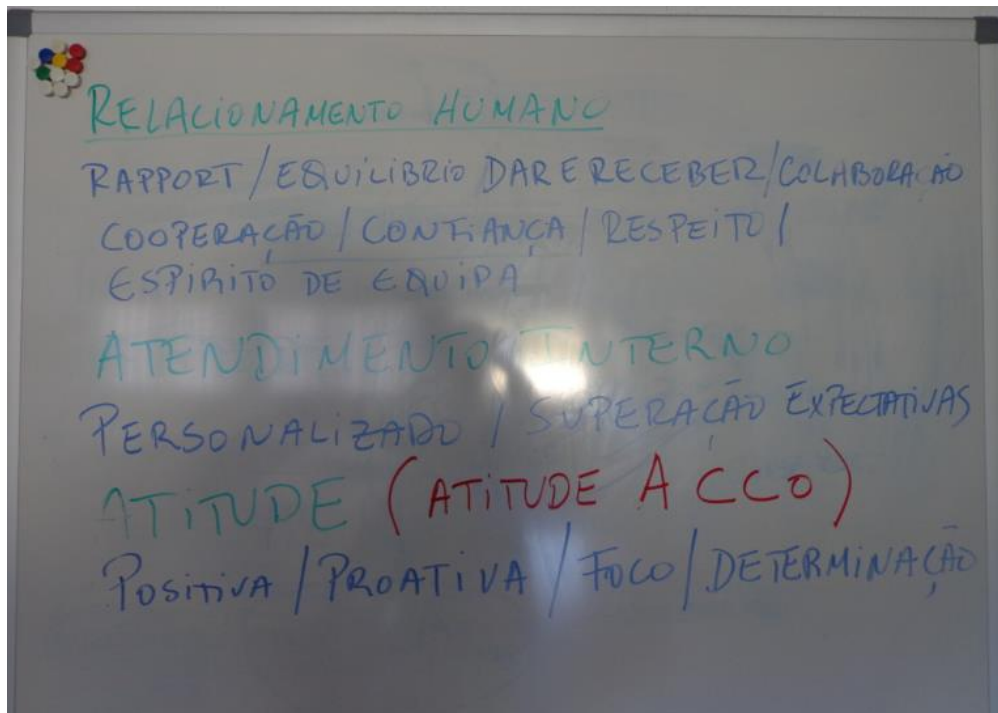 RELACIONAMENTO HUMANO
RAPPORT / EQUILIBRIO DAR E RECEBER / COLABORAÇÃO
COOPERAÇÃO / CONFIANÇA / RESPEITO /
ESPIRITO DE EQUIPA
ATENDIMENTO INTERNO
PERSONALIZADO / SUPERAÇÃO EXPECTATIVAS
ATITUDE (ATITUDE A CCO)
POSITIVA / PROATIVA / FOCO / DETERMINAÇÃO